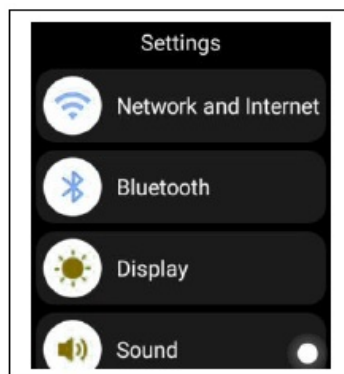 Settings
Network and Internet
Bluetooth
Display
Sound